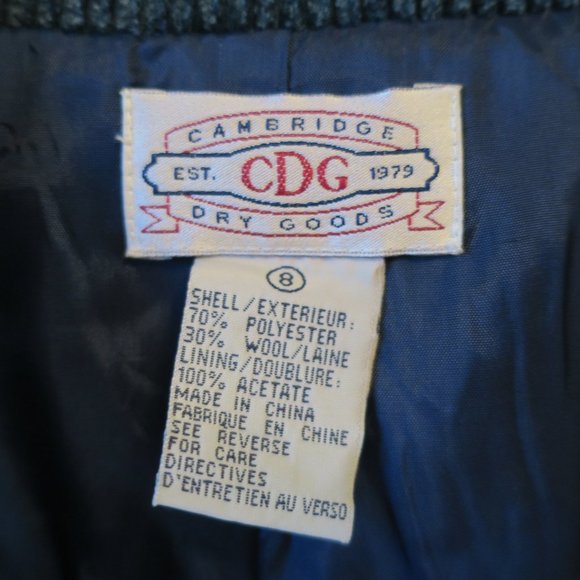 CAMBRIDGE
EST. CDG 1979
DRY GOODS
8
SHELL/EXTERIEUR:
70% POLYESTER
30% WOOL/LAINE
LINING/DOUBLURE:
100% ACETATE
MADE IN CHINA
FABRIQUE EN CHINE
SEE REVERSE
FOR CARE
DIRECTIVES
D'ENTRETIEN AU VERSO